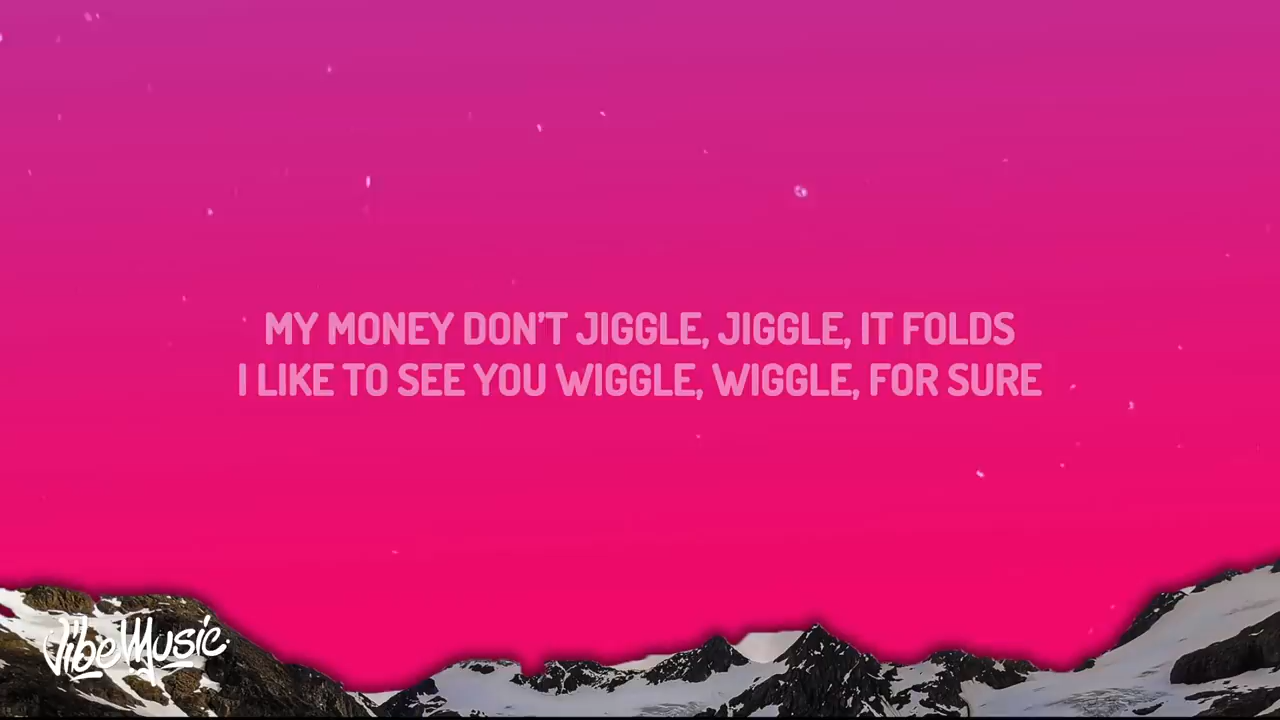 MY MONEY DON'T JIGGLE, JIGGLE, IT FOLDS
I LIKE TO SEE YOU WIGGLE, WIGGLE, FOR SURE
VibeMusic.